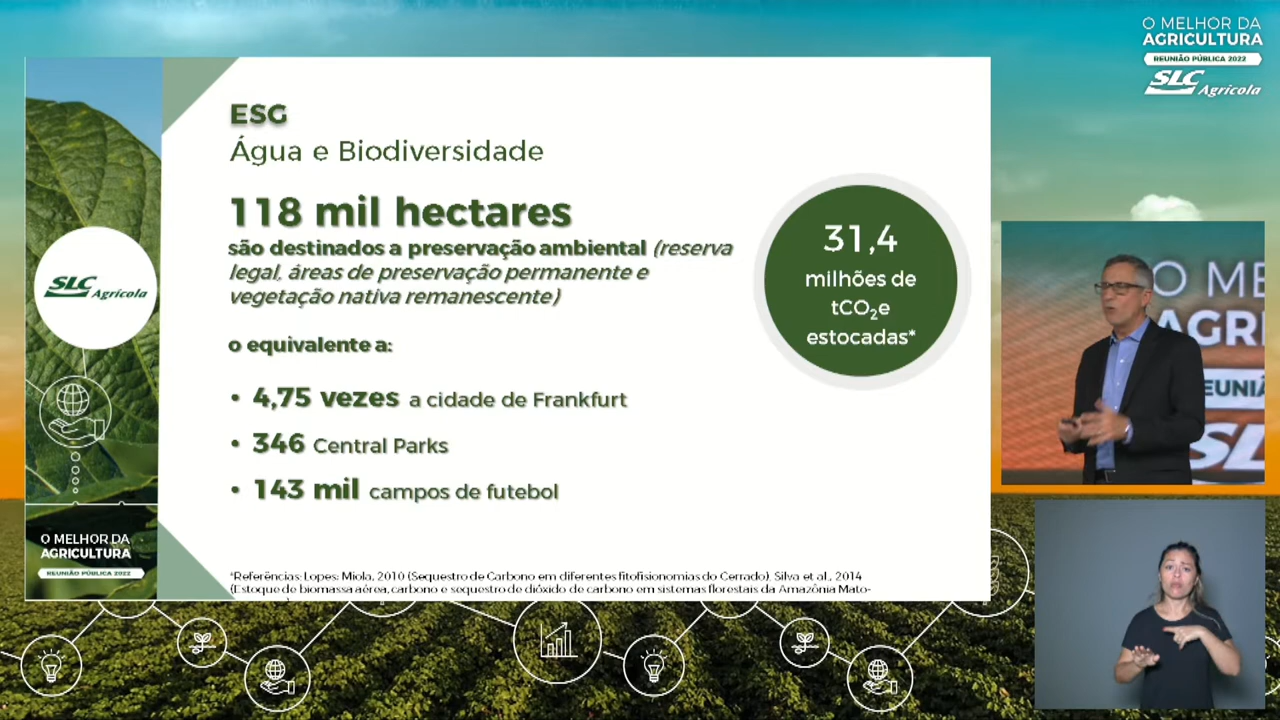 O MELHOR DA
AGRICULTURA
REUNIÃO PÚBLICA 2022
SLC Agrícola
ESG
Água e Biodiversidade
118 mil hectares
são destinados a preservação ambiental (reserva
legal, áreas de preservação permanente e
vegetação nativa remanescente)
o equivalente a:
• 4,75 vezes a cidade de Frankfurt
• 346 Central Parks
• 143 mil campos de futebol
31,4
milhões de
tCO₂e
estocadas*
SLC Agrícola
O MELHOR DA
AGRICULTURA
REUNIÃO PÚBLICA 2022
*Referências: Lopes; Miola, 2010 (Sequestro de Carbono em diferentes fitofisionomias do Cerrado). Silva et al., 2014
(Estoque de biomassa aérea, carbono e sequestro de dióxido de carbono em sistemas florestais da Amazônia Mato-
O ME
AGRI
EUNIÃ
SL